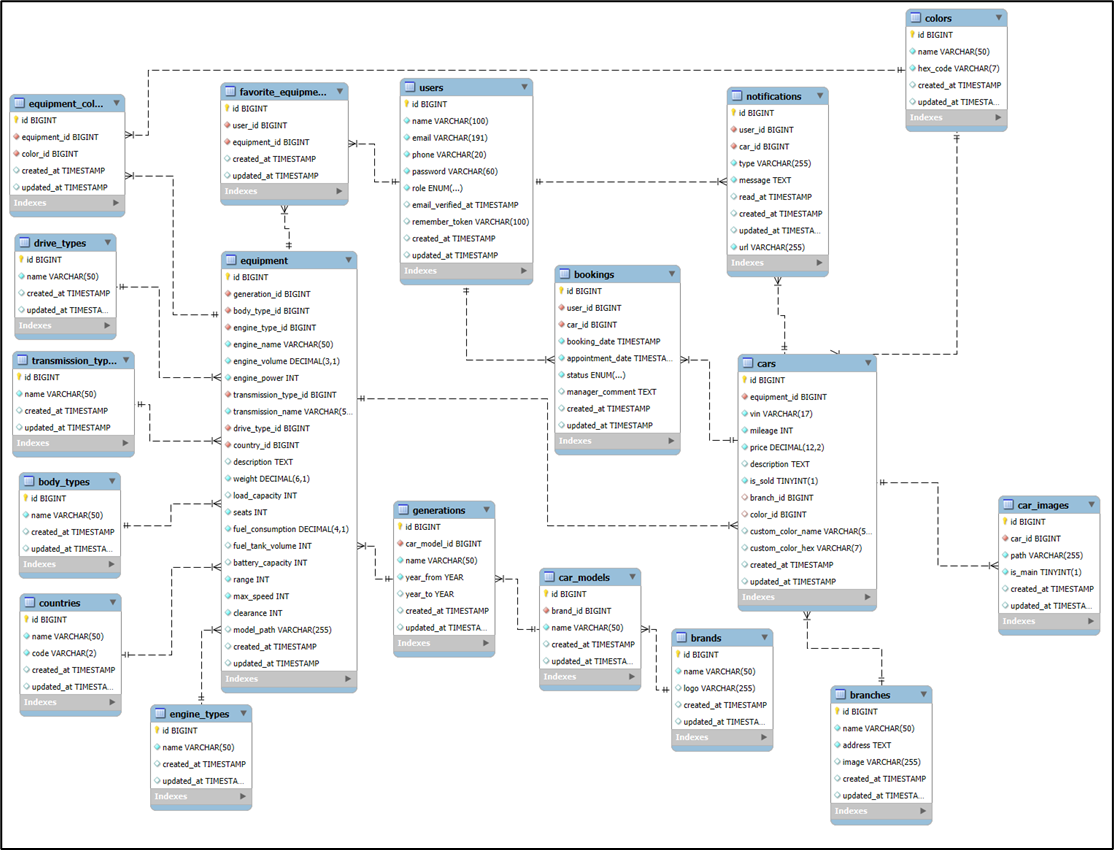 colors
id BIGINT
name VARCHAR(50)
hex_code VARCHAR(7)
created_at TIMESTAMP
updated_at TIMESTA...
Indexes
equipment_col...
id BIGINT
equipment_id BIGINT
color_id BIGINT
created_at TIMESTAMP
updated_at TIMESTAMP
Indexes
favorite_equipme...
id BIGINT
user_id BIGINT
equipment_id BIGINT
created_at TIMESTAMP
updated_at TIMESTAMP
Indexes
users
id BIGINT
name VARCHAR(100)
email VARCHAR(191)
phone VARCHAR(20)
password VARCHAR(60)
role ENUM(...)
email_verified_at TIMESTAMP
remember_token VARCHAR(100)
created_at TIMESTAMP
updated_at TIMESTAMP
Indexes
notifications
id BIGINT
user_id BIGINT
car_id BIGINT
type VARCHAR(255)
message TEXT
read_at TIMESTAMP
created_at TIMESTAMP
updated_at TIMESTA...
url VARCHAR(255)
Indexes
drive_types
id BIGINT
name VARCHAR(50)
created_at TIMESTAMP
updated_at TIMESTA...
Indexes
equipment
id BIGINT
generation_id BIGINT
body_type_id BIGINT
engine_type_id BIGINT
engine_name VARCHAR(50)
engine_volume DECIMAL(3,1)
engine_power INT
transmission_type_id BIGINT
transmission_name VARCHAR(5...
drive_type_id BIGINT
country_id BIGINT
description TEXT
weight DECIMAL(6,1)
load_capacity INT
seats INT
fuel_consumption DECIMAL(4,1)
fuel_tank_volume INT
battery_capacity INT
range INT
max_speed INT
clearance INT
model_path VARCHAR(255)
created_at TIMESTAMP
updated_at TIMESTAMP
Indexes
bookings
id BIGINT
user_id BIGINT
car_id BIGINT
booking_date TIMESTAMP
appointment_date TIMESTA...
status ENUM(...)
manager_comment TEXT
created_at TIMESTAMP
updated_at TIMESTAMP
Indexes
transmission_typ...
id BIGINT
name VARCHAR(50)
created_at TIMESTAMP
updated_at TIMESTAMP
Indexes
cars
id BIGINT
equipment_id BIGINT
vin VARCHAR(17)
mileage INT
price DECIMAL(12,2)
description TEXT
is_sold TINYINT(1)
branch_id BIGINT
color_id BIGINT
custom_color_name VARCHAR(5...
custom_color_hex VARCHAR(7)
created_at TIMESTAMP
updated_at TIMESTAMP
Indexes
body_types
id BIGINT
name VARCHAR(50)
created_at TIMESTAMP
updated_at TIMESTA...
Indexes
generations
id BIGINT
car_model_id BIGINT
name VARCHAR(50)
year_from YEAR
year_to YEAR
created_at TIMESTAMP
updated_at TIMESTA...
Indexes
car_images
id BIGINT
car_id BIGINT
path VARCHAR(255)
is_main TINYINT(1)
created_at TIMESTAMP
updated_at TIMESTA...
Indexes
car_models
id BIGINT
brand_id BIGINT
name VARCHAR(50)
created_at TIMESTAMP
updated_at TIMESTA...
Indexes
countries
id BIGINT
name VARCHAR(50)
code VARCHAR(2)
created_at TIMESTAMP
updated_at TIMESTA...
Indexes
brands
id BIGINT
name VARCHAR(50)
logo VARCHAR(255)
created_at TIMESTAMP
updated_at TIMESTA...
Indexes
branches
id BIGINT
name VARCHAR(50)
address TEXT
image VARCHAR(255)
created_at TIMESTAMP
updated_at TIMESTA...
Indexes
engine_types
id BIGINT
name VARCHAR(50)
created_at TIMESTAMP
updated_at TIMESTA...
Indexes